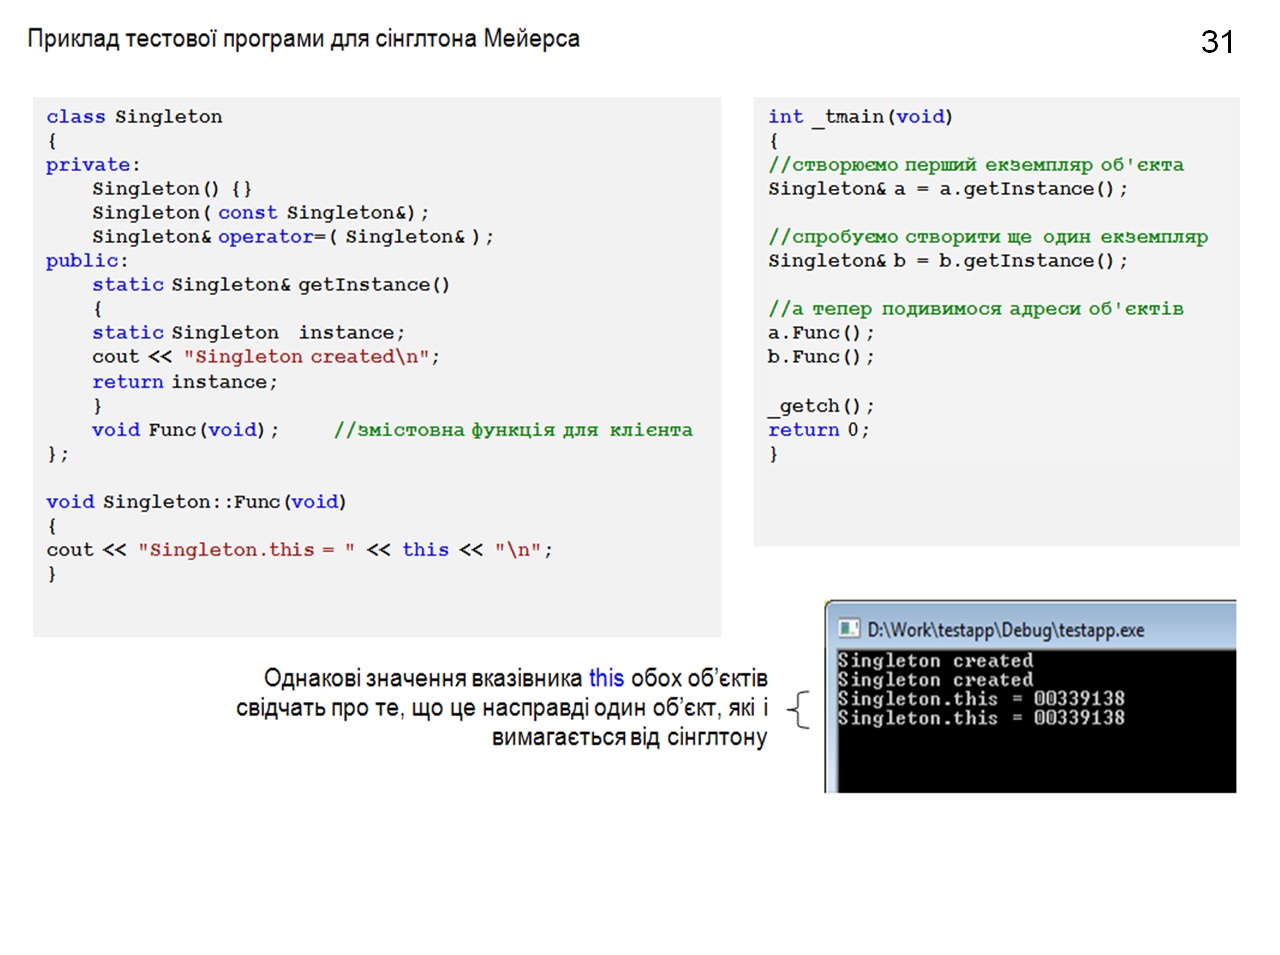 Приклад тестової програми для сінглтона Мейерса
31
class Singleton
{
private:
Singleton() {}
Singleton( const Singleton&);
Singleton& operator=( Singleton& );
public:
static Singleton& getInstance()
{
static Singleton instance;
cout << "Singleton created\n";
return instance;
}
void Func(void); //змістовна функція для клієнта
};
void Singleton::Func(void)
{
cout << "Singleton.this = " << this << "\n";
}
int _tmain(void)
{
//створюємо перший екземпляр об'єкта
Singleton& a = a.getInstance();
//спробуємо створити ще один екземпляр
Singleton& b = b.getInstance();
//а тепер подивимося адреси об'єктів
a.Func();
b.Func();
_getch();
return 0;
}
Однакові значення вказівника this обох об’єктів
свідчать про те, що це насправді один об’єкт, які і
вимагається від сінглтону
D:\Work\testapp\Debug\testapp.exe
Singleton created
Singleton created
Singleton.this = 00339138
Singleton.this = 00339138